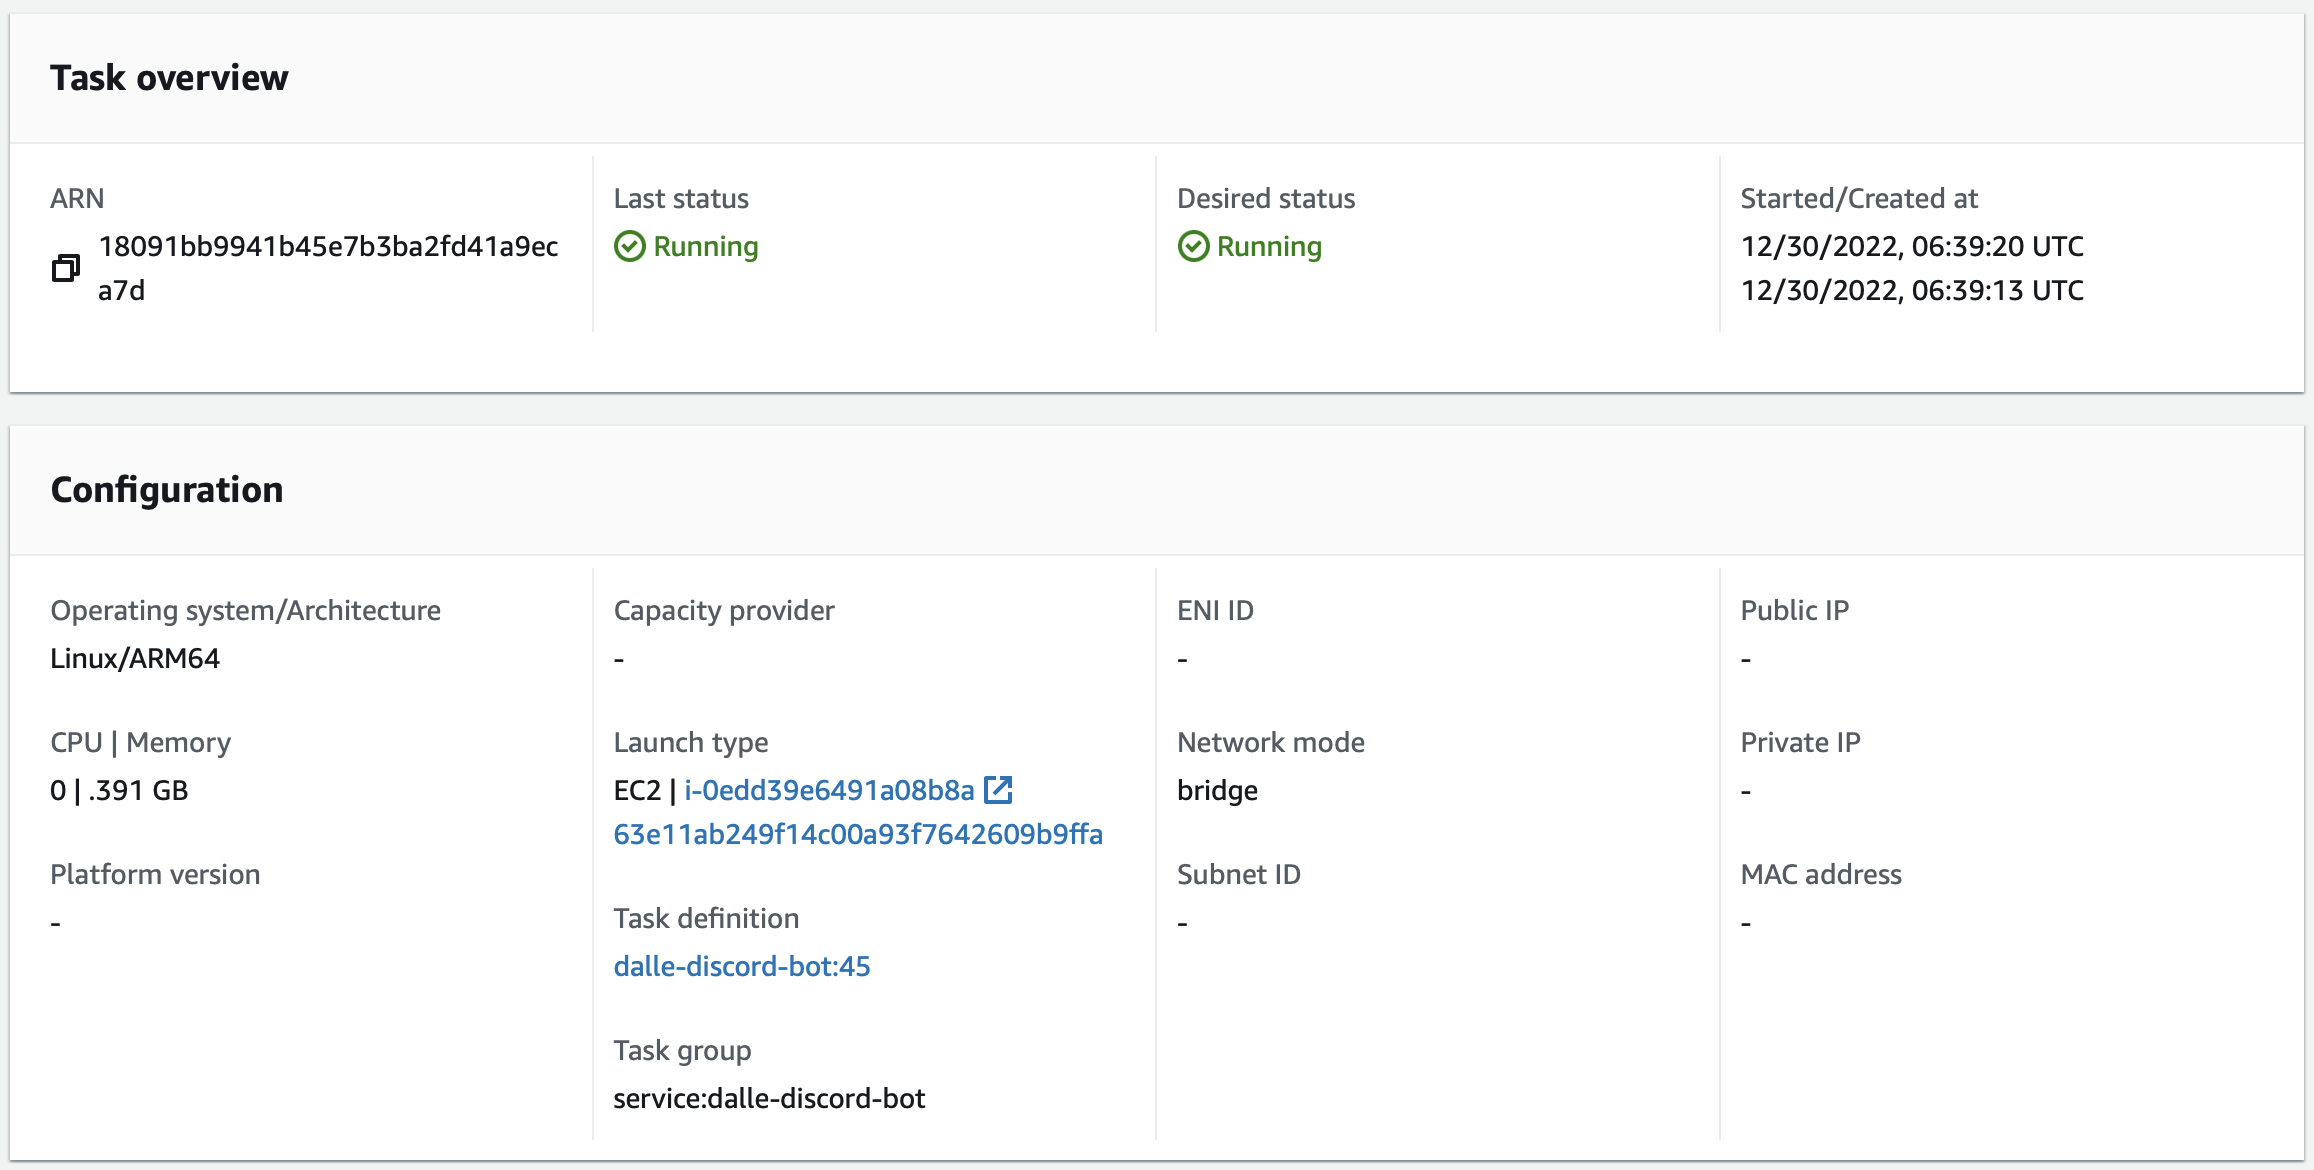 Task overview
ARN
18091bb9941b45e7b3ba2fd41a9ec
a7d
Last status
Running
Desired status
Running
Started/Created at
12/30/2022, 06:39:20 UTC
12/30/2022, 06:39:13 UTC
Configuration
Operating system/Architecture
Linux/ARM64
CPU | Memory
0 | .391 GB
Platform version
-
Capacity provider
-
Launch type
EC2 | i-0edd39e6491a08b8a
63e11ab249f14c00a93f7642609b9ffa
Task definition
dalle-discord-bot:45
Task group
service:dalle-discord-bot
ENI ID
-
Network mode
bridge
Subnet ID
-
Public IP
-
Private IP
-
MAC address
-